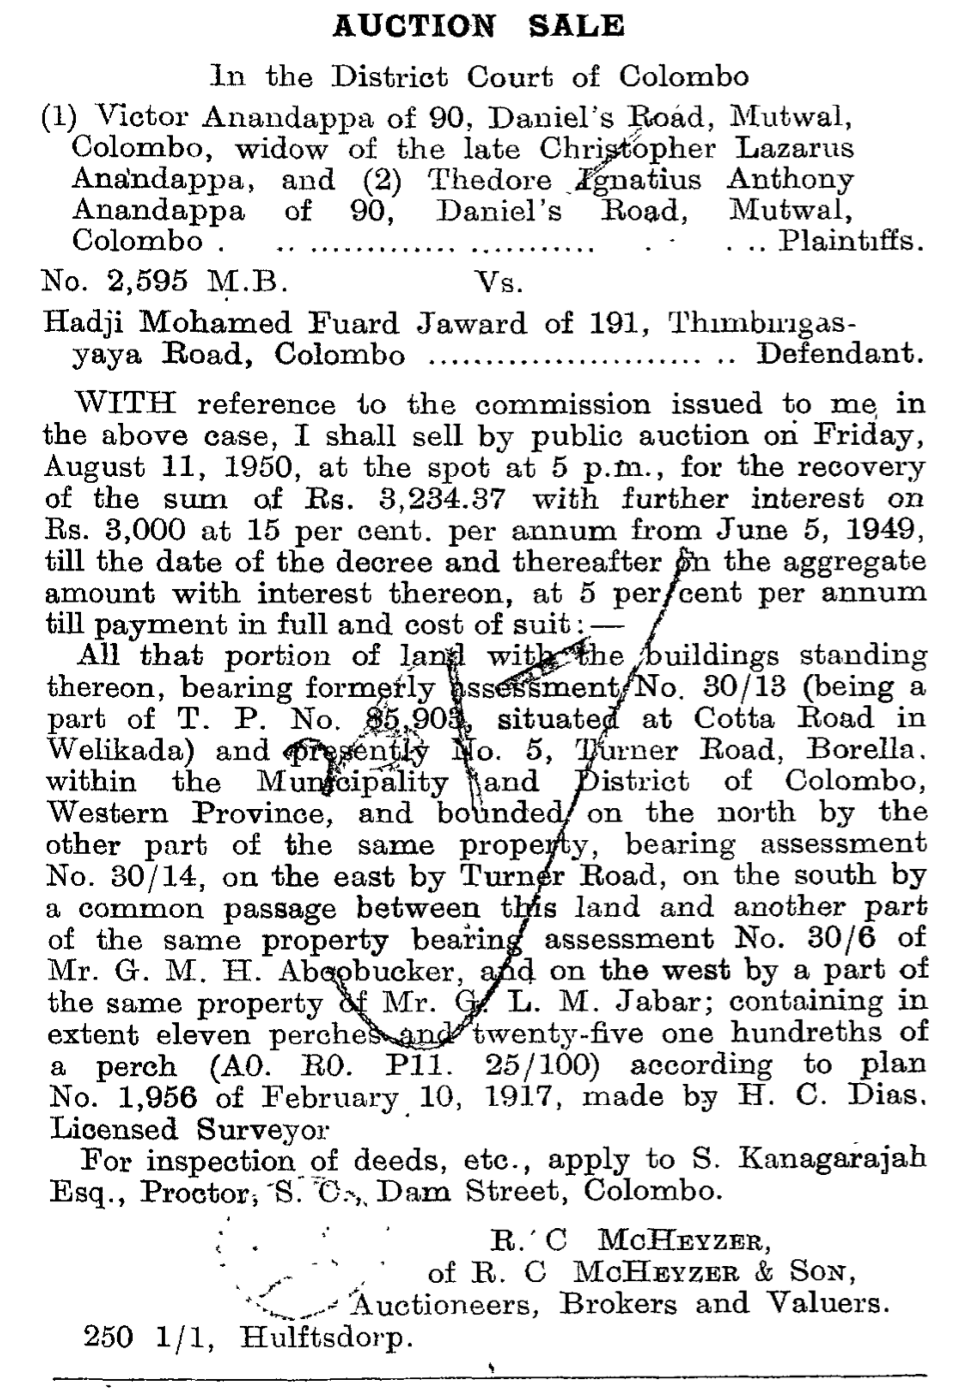 AUCTION SALE
In the District Court of Colombo
(1) Victor Anandappa of 90, Daniel's Road, Mutwal,
Colombo, widow of the late Christopher Lazarus
Anandappa, and (2) Thedore Ignatius Anthony
Anandappa of 90, Daniel's Road, Mutwal,
Colombo . .. ............. ........... . . . .. Plaintiffs.
No. 2,595 M.B. Vs.
Hadji Mohamed Fuard Jaward of 191, Thimbirigas-
yaya Road, Colombo ........................ .. Defendant.
WITH reference to the commission issued to me in
the above case, I shall sell by public auction on Friday,
August 11, 1950, at the spot at 5 p.m., for the recovery
of the sum of Rs. 3,234.37 with further interest on
Rs. 3,000 at 15 per cent. per annum from June 5, 1949,
till the date of the decree and thereafter on the aggregate
amount with interest thereon, at 5 per cent per annum
till payment in full and cost of suit:—
All that portion of land with the buildings standing
thereon, bearing formerly assessment No. 30/13 (being a
part of T. P. No. 85,903, situated at Cotta Road in
Welikada) and presently No. 5, Turner Road, Borella.
within the Municipality and District of Colombo,
Western Province, and bounded on the north by the
other part of the same property, bearing assessment
No. 30/14, on the east by Turner Road, on the south by
a common passage between this land and another part
of the same property bearing assessment No. 30/6 of
Mr. G. M. H. Aboobucker, and on the west by a part of
the same property of Mr. G. L. M. Jabar; containing in
extent eleven perches and twenty-five one hundreths of
a perch (A0. R0. P11. 25/100) according to plan
No. 1,956 of February 10, 1917, made by H. C. Dias.
Licensed Surveyor
For inspection of deeds, etc., apply to S. Kanagarajah
Esq., Proctor, S. C., Dam Street, Colombo.
R. C McHEYZER,
of R. C McHEYZER & SON,
Auctioneers, Brokers and Valuers.
250 1/1, Hulftsdorp.